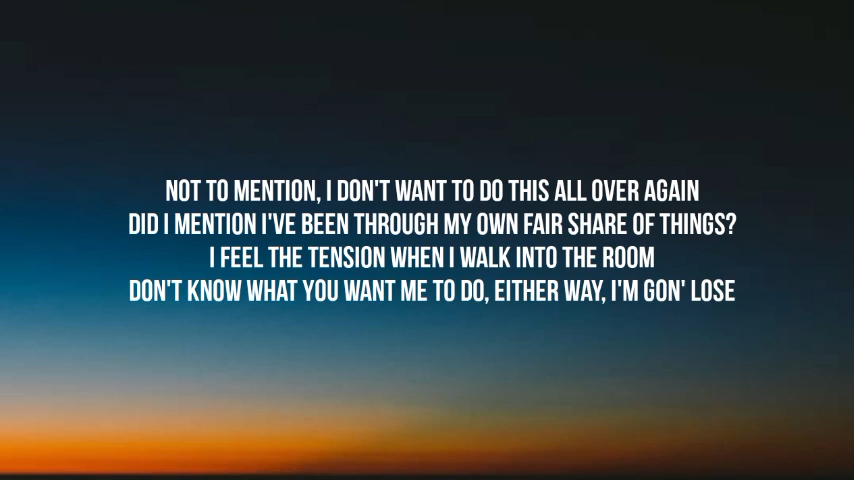 NOT TO MENTION, I DON'T WANT TO DO THIS ALL OVER AGAIN
DID I MENTION I'VE BEEN THROUGH MY OWN FAIR SHARE OF THINGS?
I FEEL THE TENSION WHEN I WALK INTO THE ROOM
DON'T KNOW WHAT YOU WANT ME TO DO, EITHER WAY, I'M GON' LOSE